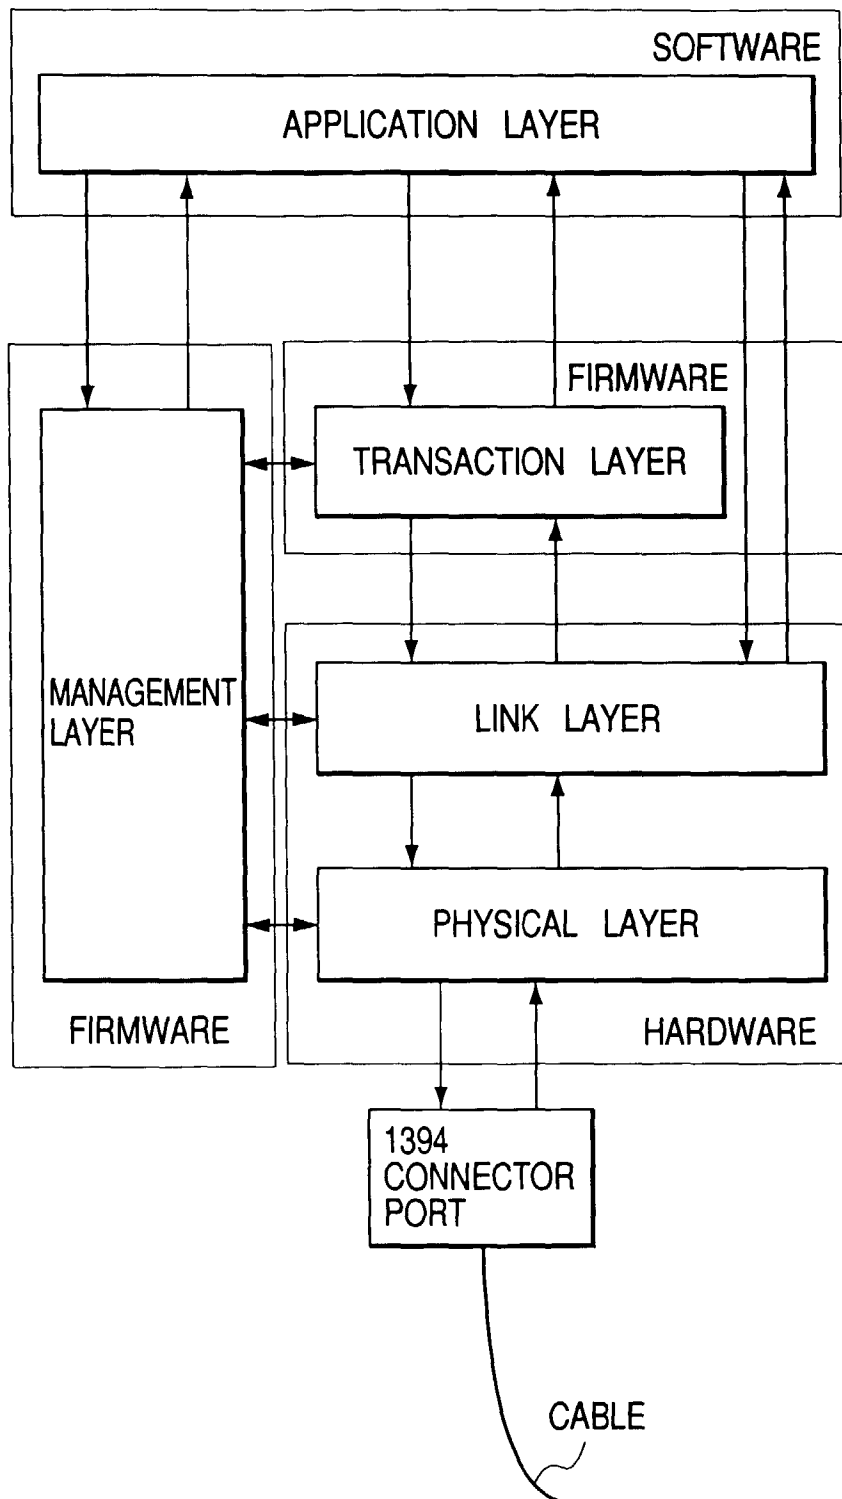 SOFTWARE
APPLICATION LAYER
FIRMWARE
TRANSACTION LAYER
MANAGEMENT
LAYER
LINK LAYER
PHYSICAL LAYER
FIRMWARE
HARDWARE
1394
CONNECTOR
PORT
CABLE